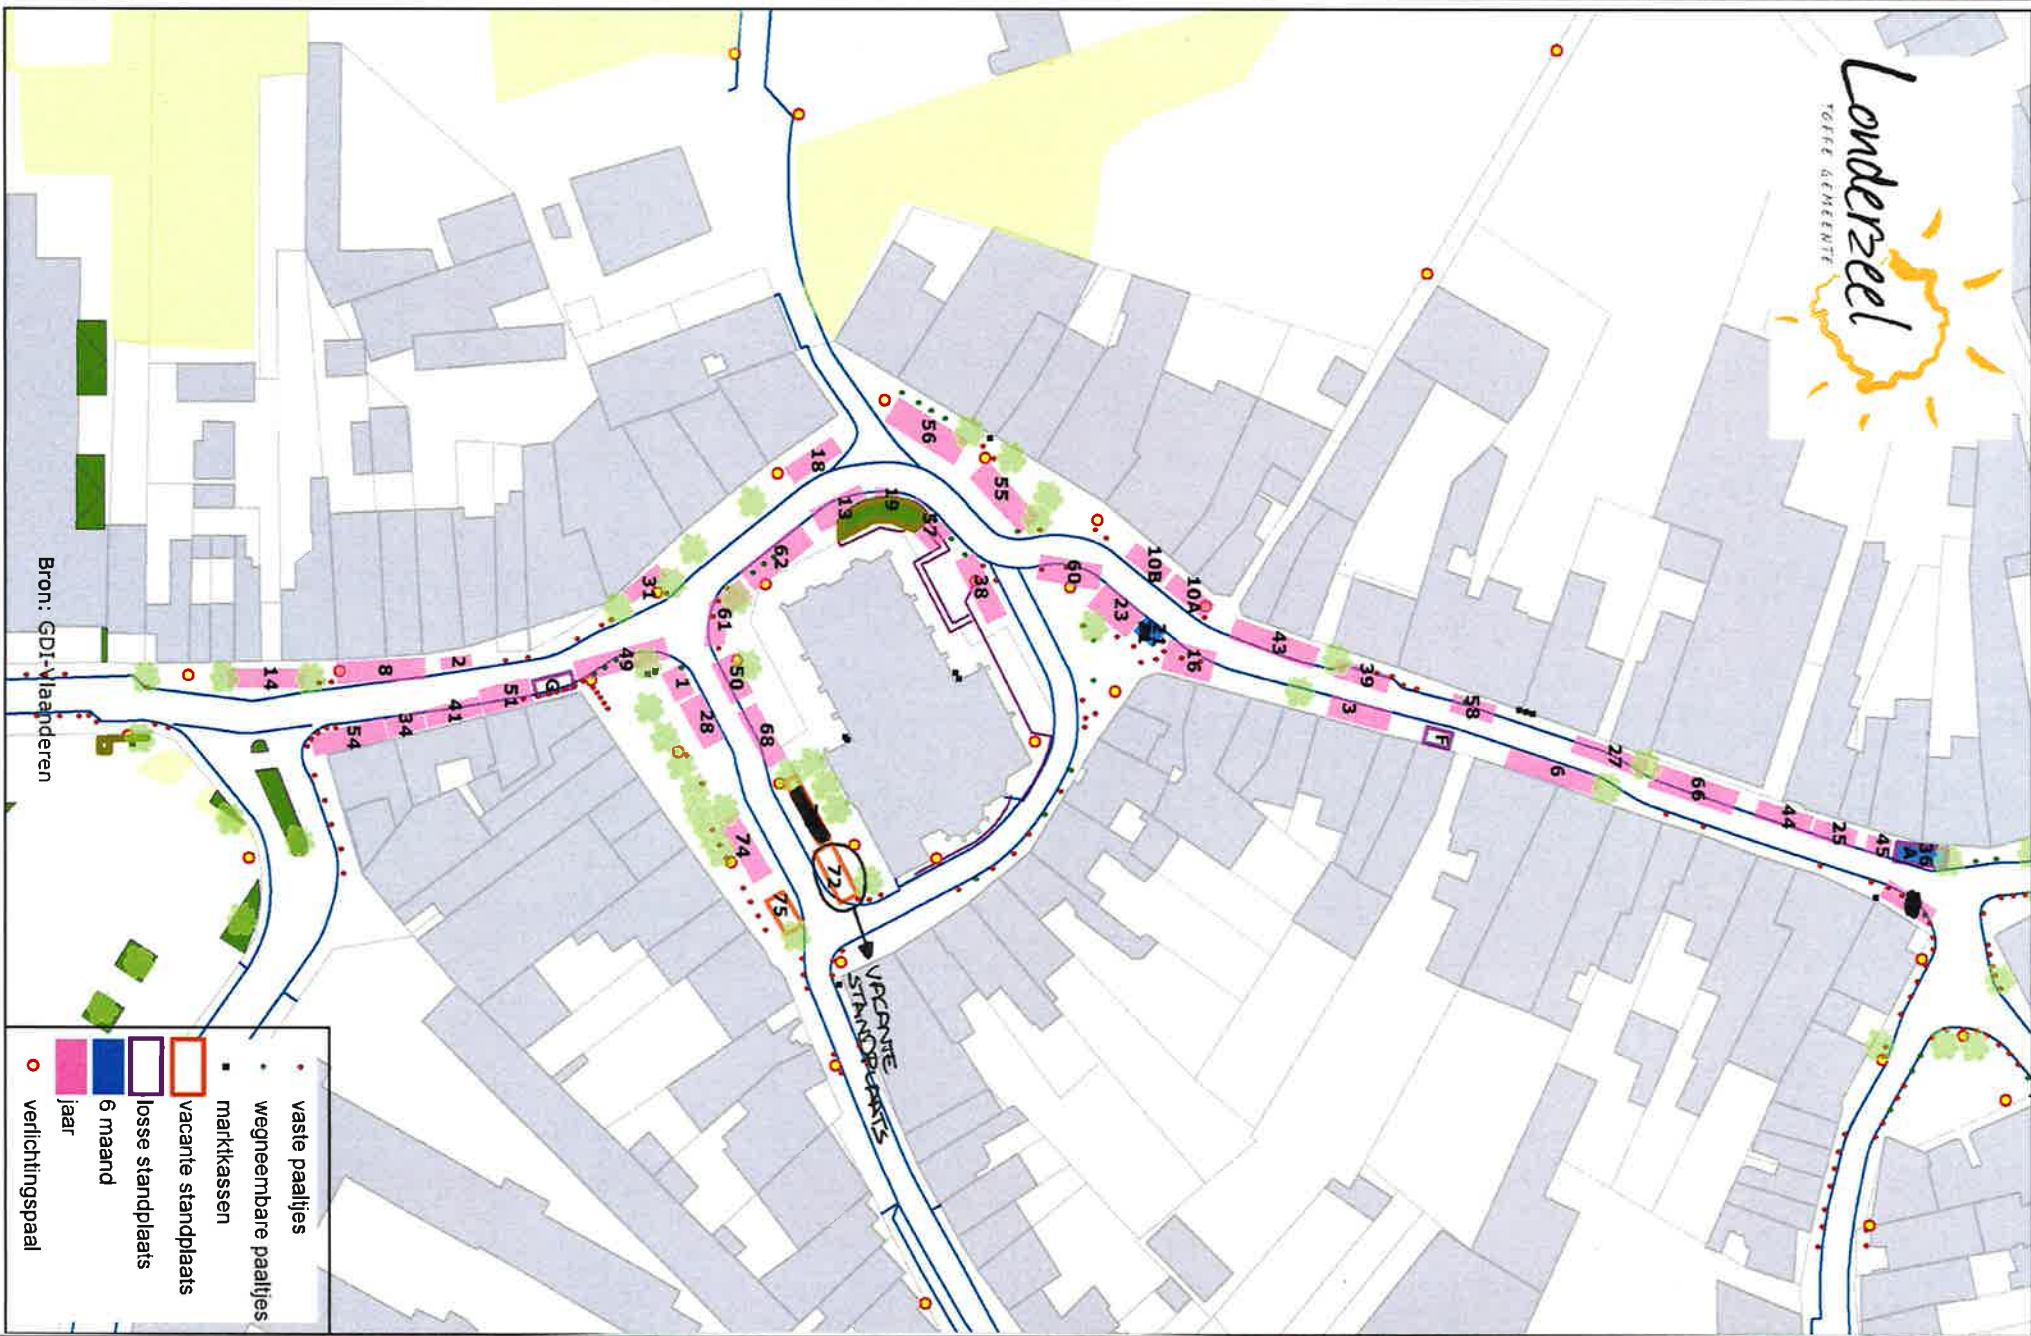 Londerzeel
TOFFE GEMEENTE
56
55
18
19
13
57
62
38
60
10B
10A
23
16
43
39
58
3
F
27
6
66
44
25
45
36
A
31
61
50
49
1
28
68
G
51
41
34
54
2
8
14
74
72
75
VACANTE
STANDPLAATS
Bron: GDI-Vlaanderen
vaste paaltjes
wegneembare paaltjes
marktkassen
vacante standplaats
losse standplaats
6 maand
jaar
verlichtingspaal